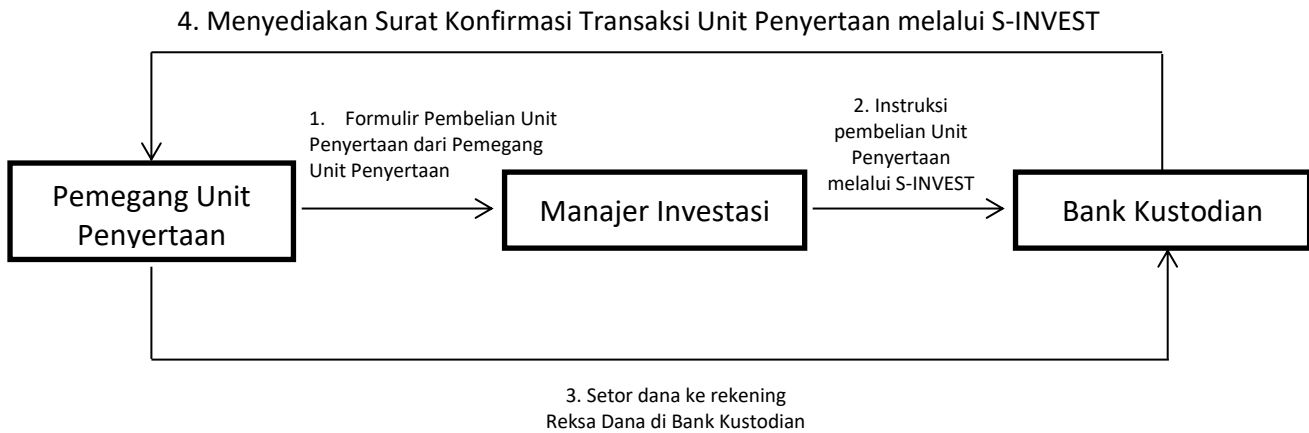 4. Menyediakan Surat Konfirmasi Transaksi Unit Penyertaan melalui S-INVEST
1. Formulir Pembelian Unit
Penyertaan dari Pemegang
Unit Penyertaan
2. Instruksi
pembelian Unit
Penyertaan
melalui S-INVEST
Pemegang Unit
Penyertaan
Manajer Investasi
Bank Kustodian
3. Setor dana ke rekening
Reksa Dana di Bank Kustodian